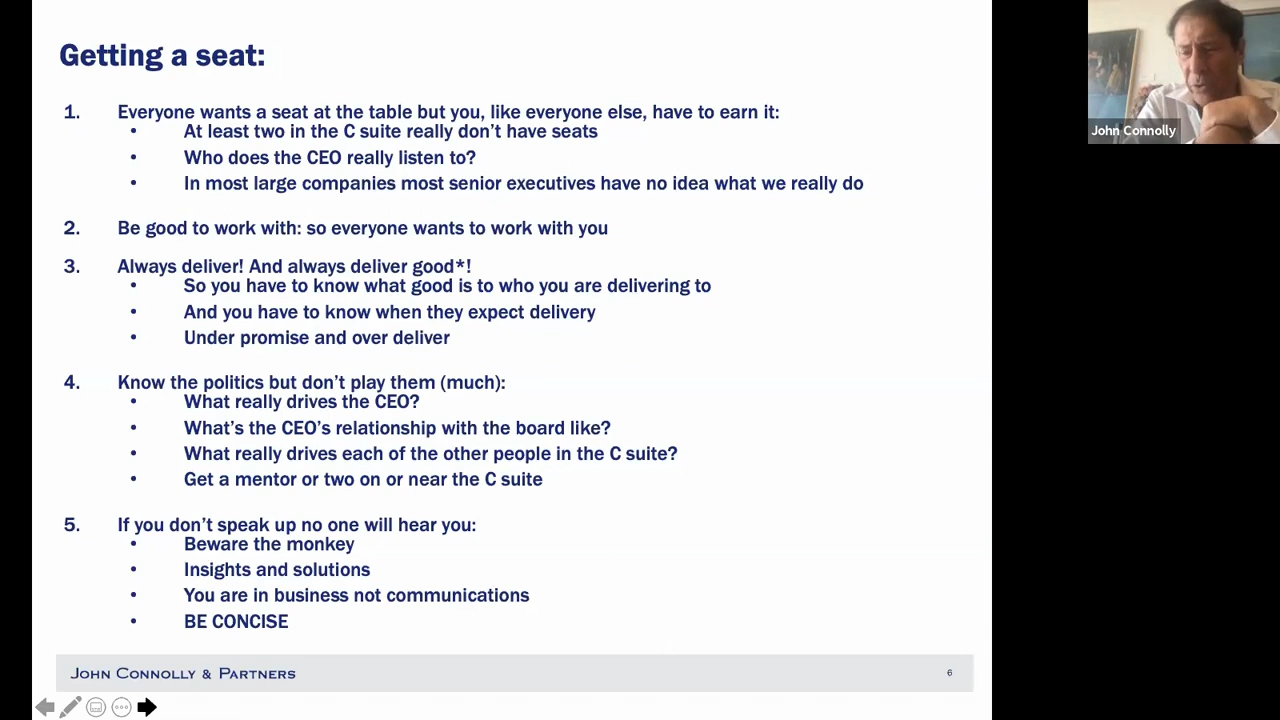 Getting a seat:
1. Everyone wants a seat at the table but you, like everyone else, have to earn it:
• At least two in the C suite really don’t have seats
• Who does the CEO really listen to?
• In most large companies most senior executives have no idea what we really do
2. Be good to work with: so everyone wants to work with you
3. Always deliver! And always deliver good*!
• So you have to know what good is to who you are delivering to
• And you have to know when they expect delivery
• Under promise and over deliver
4. Know the politics but don’t play them (much):
• What really drives the CEO?
• What’s the CEO’s relationship with the board like?
• What really drives each of the other people in the C suite?
• Get a mentor or two on or near the C suite
5. If you don’t speak up no one will hear you:
• Beware the monkey
• Insights and solutions
• You are in business not communications
• BE CONCISE
John Connolly & Partners
6
John Connolly